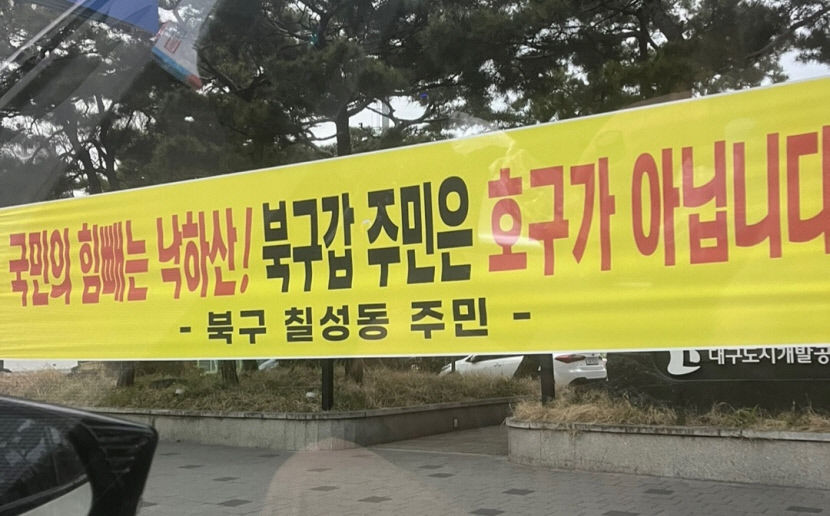 국민의 힘빼는 낙하산! 북구갑 주민은 호구가 아닙니다
- 북구 칠성동 주민 -
대구도시개발공